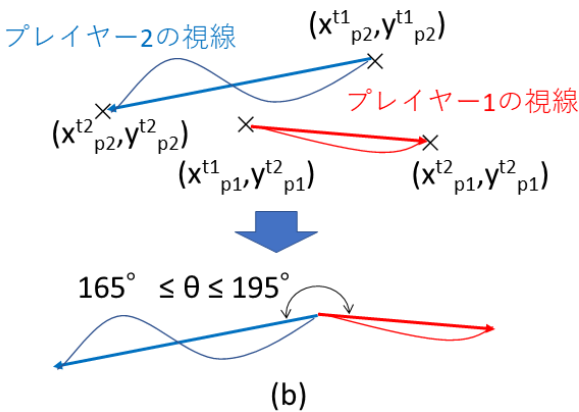 プレイヤー2の視線
(x^t1_p2,y^t1_p2)
プレイヤー1の視線
(x^t2_p2,y^t2_p2)
(x^t1_p1,y^t2_p1)
(x^t2_p1,y^t2_p1)
165° ≤ θ ≤ 195°
(b)